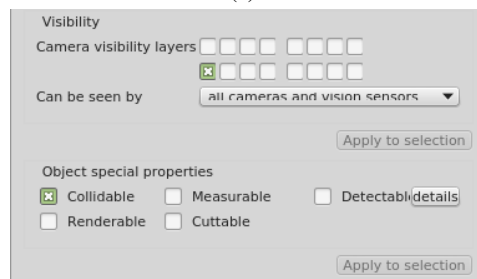 Visibility
Camera visibility layers
Can be seen by all cameras and vision sensors
Apply to selection
Object special properties
Collidable Measurable Detectable details
Renderable Cuttable
Apply to selection